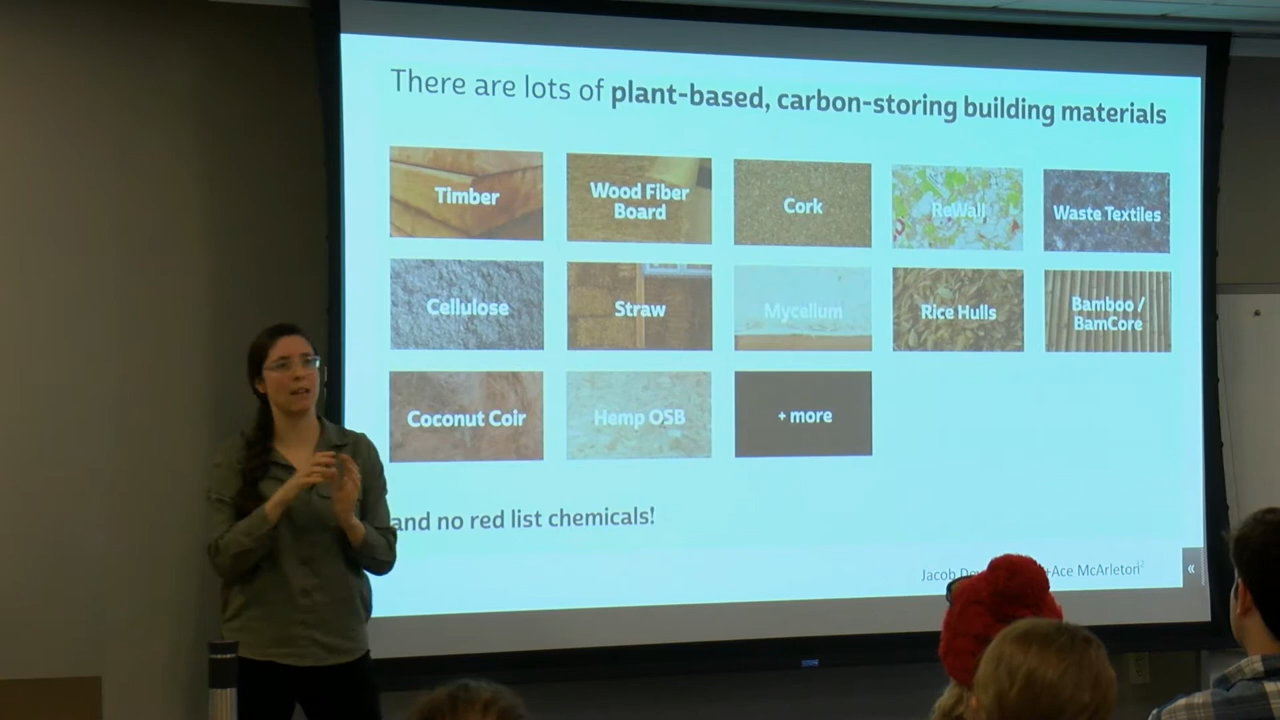 There are lots of plant-based, carbon-storing building materials
Timber
Wood Fiber
Board
Cork
ReWall
Waste Textiles
Cellulose
Straw
Mycelium
Rice Hulls
Bamboo /
BamCore
Coconut Coir
Hemp OSB
+ more
and no red list chemicals!
Jacob +Ace McArleton
«